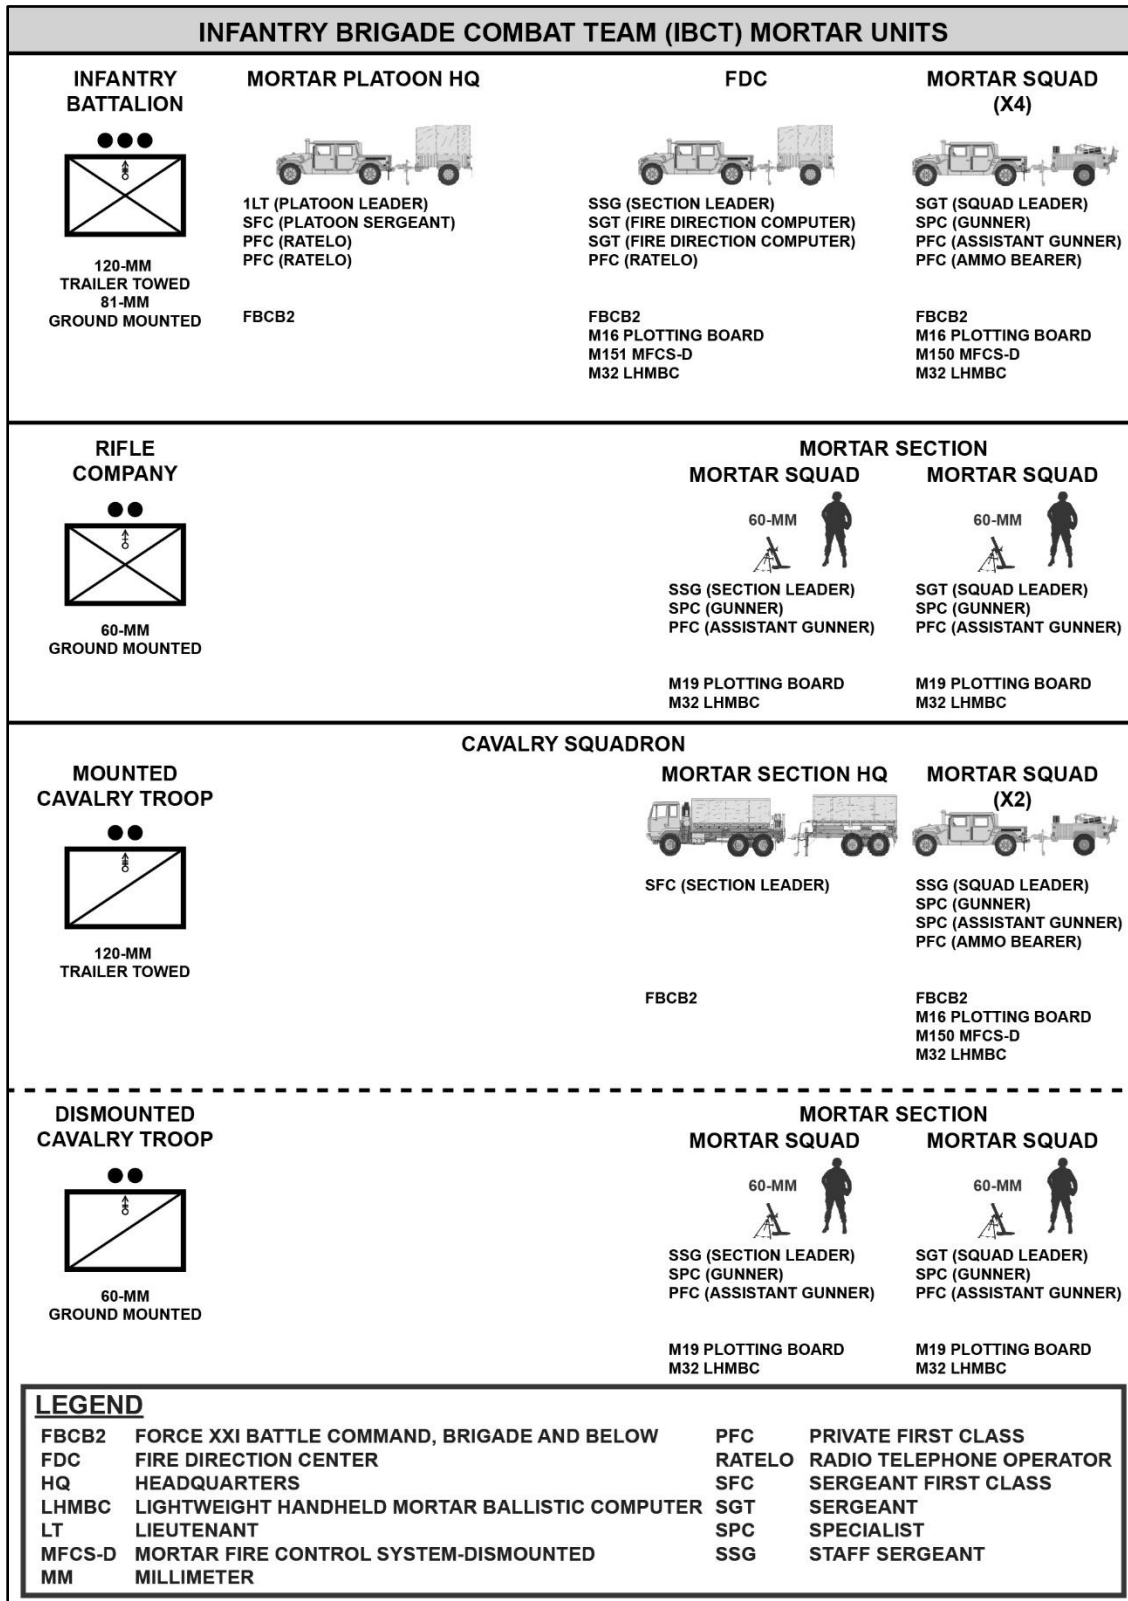 INFANTRY BRIGADE COMBAT TEAM (IBCT) MORTAR UNITS
INFANTRY
BATTALION
120-MM
TRAILER TOWED
81-MM
GROUND MOUNTED
MORTAR PLATOON HQ
1LT (PLATOON LEADER)
SFC (PLATOON SERGEANT)
PFC (RATELO)
PFC (RATELO)
FBCB2
FDC
SSG (SECTION LEADER)
SGT (FIRE DIRECTION COMPUTER)
SGT (FIRE DIRECTION COMPUTER)
PFC (RATELO)
FBCB2
M16 PLOTTING BOARD
M151 MFCS-D
M32 LHMBC
MORTAR SQUAD
(X4)
SGT (SQUAD LEADER)
SPC (GUNNER)
PFC (ASSISTANT GUNNER)
PFC (AMMO BEARER)
FBCB2
M16 PLOTTING BOARD
M150 MFCS-D
M32 LHMBC
RIFLE
COMPANY
60-MM
GROUND MOUNTED
MORTAR SECTION
MORTAR SQUAD
60-MM
SSG (SECTION LEADER)
SPC (GUNNER)
PFC (ASSISTANT GUNNER)
M19 PLOTTING BOARD
M32 LHMBC
MORTAR SQUAD
60-MM
SGT (SQUAD LEADER)
SPC (GUNNER)
PFC (ASSISTANT GUNNER)
M19 PLOTTING BOARD
M32 LHMBC
CAVALRY SQUADRON
MOUNTED
CAVALRY TROOP
120-MM
TRAILER TOWED
MORTAR SECTION HQ
SFC (SECTION LEADER)
FBCB2
MORTAR SQUAD
(X2)
SSG (SQUAD LEADER)
SPC (GUNNER)
SPC (ASSISTANT GUNNER)
PFC (AMMO BEARER)
FBCB2
M16 PLOTTING BOARD
M150 MFCS-D
M32 LHMBC
DISMOUNTED
CAVALRY TROOP
60-MM
GROUND MOUNTED
MORTAR SECTION
MORTAR SQUAD
60-MM
SSG (SECTION LEADER)
SPC (GUNNER)
PFC (ASSISTANT GUNNER)
M19 PLOTTING BOARD
M32 LHMBC
MORTAR SQUAD
60-MM
SGT (SQUAD LEADER)
SPC (GUNNER)
PFC (ASSISTANT GUNNER)
M19 PLOTTING BOARD
M32 LHMBC
LEGEND
FBCB2 FORCE XXI BATTLE COMMAND, BRIGADE AND BELOW
FDC FIRE DIRECTION CENTER
HQ HEADQUARTERS
LHMBC LIGHTWEIGHT HANDHELD MORTAR BALLISTIC COMPUTER
LT LIEUTENANT
MFCS-D MORTAR FIRE CONTROL SYSTEM-DISMOUNTED
MM MILLIMETER
PFC PRIVATE FIRST CLASS
RATELO RADIO TELEPHONE OPERATOR
SFC SERGEANT FIRST CLASS
SGT SERGEANT
SPC SPECIALIST
SSG STAFF SERGEANT